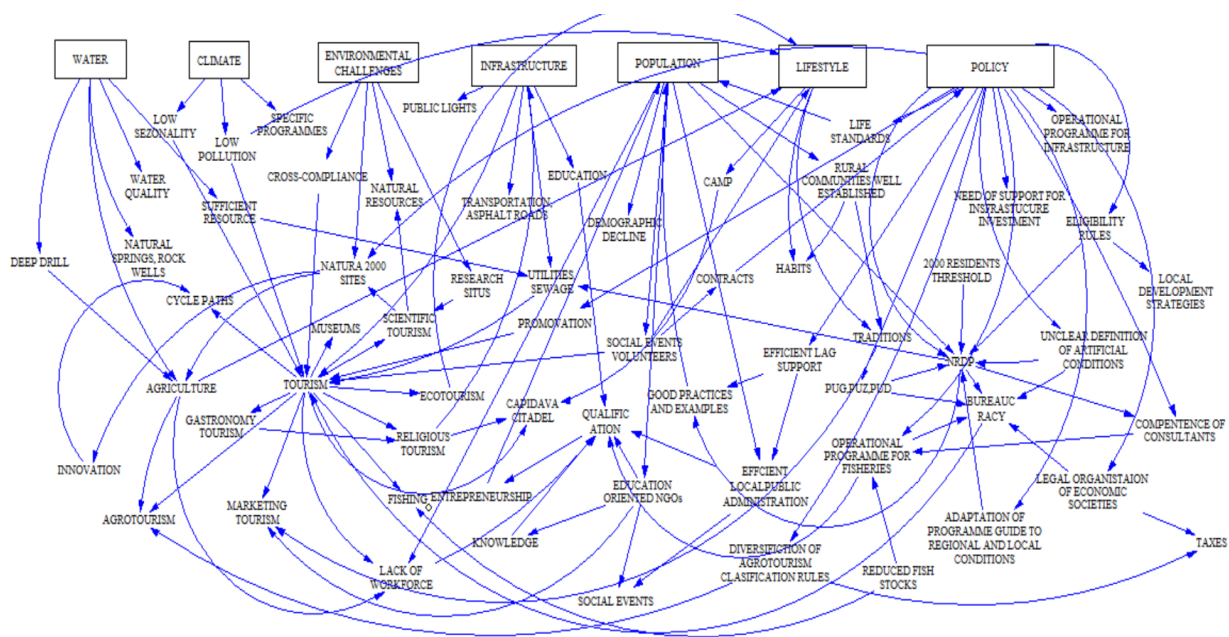 WATER
CLIMATE
ENVIRONMENTAL
CHALLENGES
INFRASTRUCTURE
POPULATION
LIFESTYLE
POLICY
PUBLIC LIGHTS
LOW
SEZONALITY
SPECIFIC
PROGRAMMES
LOW
POLLUTION
LIFE
STANDARDS
OPERATIONAL
PROGRAMME FOR
INFRASTRUCTURE
WATER
QUALITY
CROSS-COMPLIANCE
NATURAL
RESOURCES
EDUCATION
CAMP
RURAL
COMMUNITIES WELL
ESTABLISHED
SUFFICIENT
RESOURCE
TRANSPORTATION,
ASPHALT ROADS
DEMOGRAPHIC
DECLINE
NEED OF SUPPORT FOR
INSFRASTUCURE
INVESTMENT
ELIGIBILITY
RULES
DEEP DRILL
NATURAL
SPRINGS, ROCK
WELLS
NATURA 2000
SITES
RESEARCH
SITUS
UTILITIES,
SEWAGE
CONTRACTS
HABITS
2000 RESIDENTS
THRESHOLD
LOCAL
DEVELOPMENT
STRATEGIES
CYCLE PATHS
MUSEUMS
SCIENTIFIC
TOURISM
PROMOVATION
SOCIAL EVENTS
VOLUNTEERS
EFFICIENT LAG
SUPPORT
TRADITIONS
UNCLEAR DEFINITION
OF ARTIFICIAL
CONDITIONS
NRDP
AGRICULTURE
TOURISM
ECOTOURISM
CAPIDAVA
CITADEL
GOOD PRACTICES
AND EXAMPLES
PUG,PUZ,PUD
BUREAUC
RACY
GASTRONOMY
TOURISM
RELIGIOUS
TOURISM
QUALIFIC
ATION
OPERATIONAL
PROGRAMME FOR
FISHERIES
COMPENTENCE OF
CONSULTANTS
INNOVATION
FISHING
ENTREPRENEURSHIP
EDUCATION
ORIENTED NGOs
EFFCIENT
LOCALPUBLIC
ADMINISTRATION
LEGAL ORGANISTAION
OF ECONOMIC
SOCIETIES
AGROTOURISM
MARKETING
TOURISM
KNOWLEDGE
ADAPTATION OF
PROGRAMME GUIDE TO
REGIONAL AND LOCAL
CONDITIONS
TAXES
LACK OF
WORKFORCE
DIVERSIFICTION OF
AGROTOURISM
CLASIFICATION RULES
REDUCED FISH
STOCKS
SOCIAL EVENTS